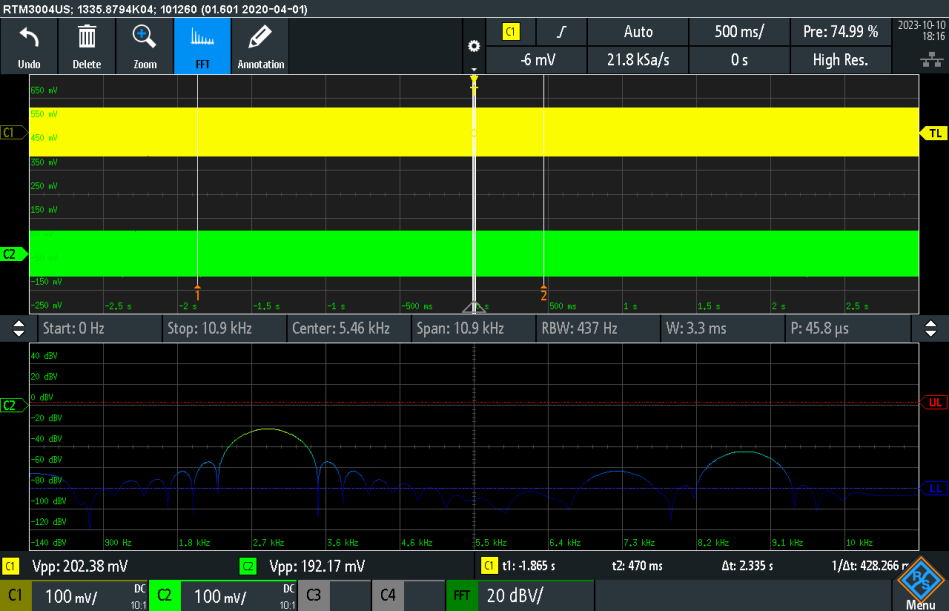 RTM3004US; 1335.8794K04; 101260 (01.601 2020-04-01)
Undo Delete Zoom FFT Annotation
C1 Auto 500 ms/ Pre: 74.99 % 2023-10-10
18:16
-6 mV 21.8 kSa/s 0 s High Res.
650 mV
550 mV
C1 TL
450 mV
350 mV
250 mV
150 mV
C2
-150 mV
1 2
-250 mV -2.5 s -2 s -1.5 s -1 s -500 ms s 500 ms 1 s 1.5 s 2 s 2.5 s
Start: 0 Hz Stop: 10.9 kHz Center: 5.46 kHz Span: 10.9 kHz RBW: 437 Hz W: 3.3 ms P: 45.8 µs
40 dBV
20 dBV
0 dBV
C2 UL
-20 dBV
-40 dBV
-60 dBV
-80 dBV
LL
-100 dBV
-120 dBV
-140 dBV 900 Hz 1.8 kHz 2.7 kHz 3.6 kHz 4.6 kHz 5.5 kHz 6.4 kHz 7.3 kHz 8.2 kHz 9.1 kHz 10 kHz
C1 Vpp: 202.38 mV C2 Vpp: 192.17 mV C1 t1: -1.865 s t2: 470 ms Δt: 2.335 s 1/Δt: 428.266 m
C1 100 mV/ DC 10:1 C2 100 mV/ DC 10:1 C3 C4 FFT 20 dBV/ R&S
Menu